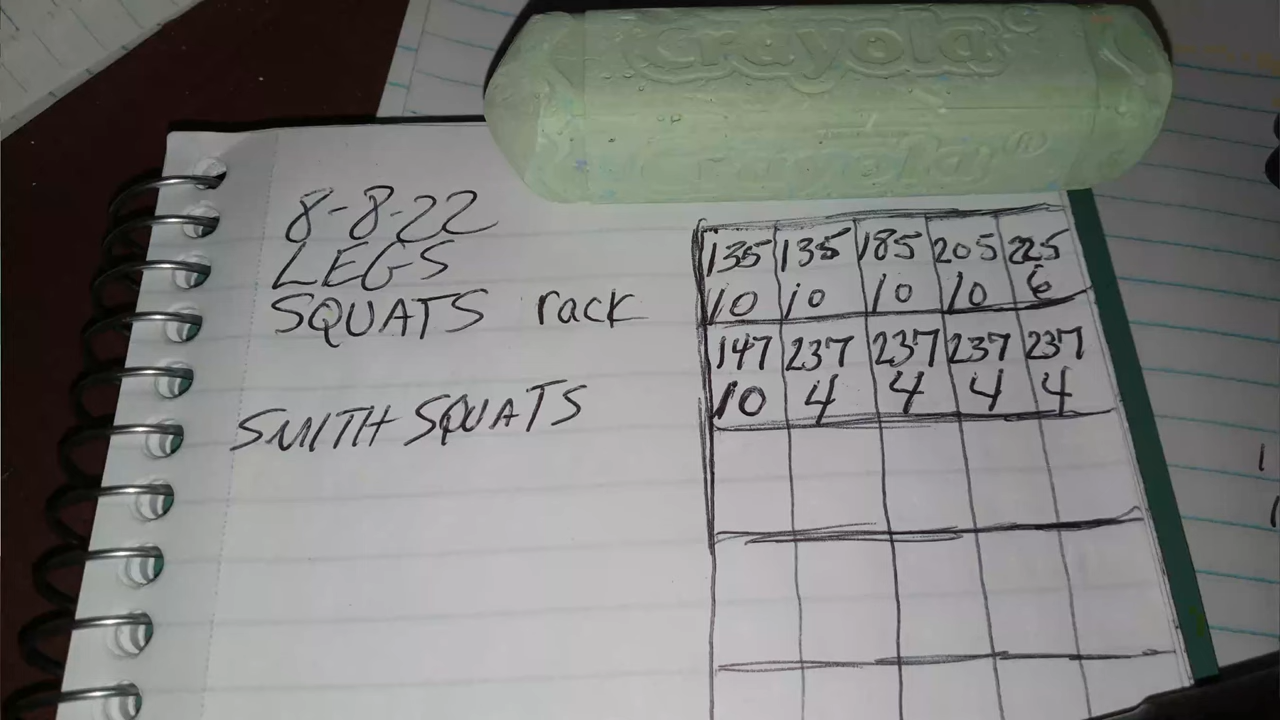 Crayola
Crayola®
8-8-22
LEGS
SQUATS rack
135 135 185 205 225
10 10 10 10 6
SMITH SQUATS
147 237 237 237 237
10 4 4 4 4